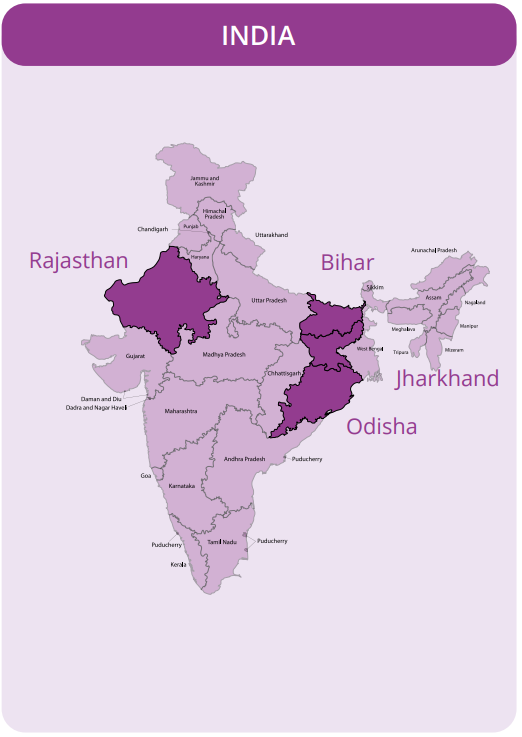 INDIA
Jammu and
Kashmir
Himachal
Pradesh
Punjab
Chandigarh
Uttarakhand
Haryana
Rajasthan
Bihar
Arunachal Pradesh
Sikkim
Assam
Nagaland
Uttar Pradesh
Meghalava
Manipur
Gujarat
Madhya Pradesh
West Bengal
Tripura
Mizoram
Chhattisgarh
Jharkhand
Daman and Diu
Dadra and Nagar Haveli
Maharashtra
Odisha
Andhra Pradesh
Puducherry
Goa
Karnataka
Puducherry
Tamil Nadu
Puducherry
Kerala